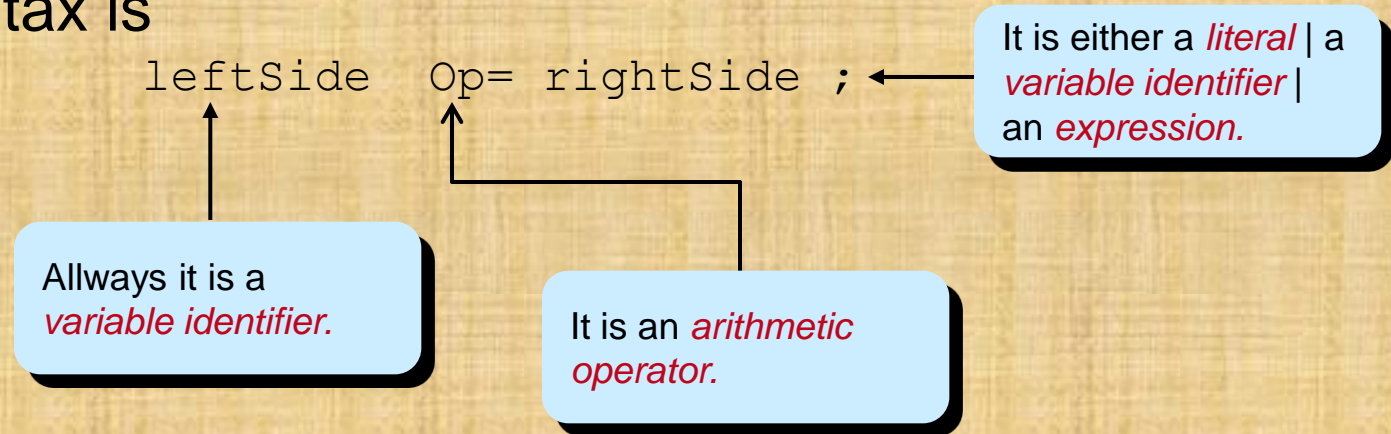 tax is
leftSide Op= rightSide ;
It is either a literal | a
variable identifier |
an expression.
Allways it is a
variable identifier.
It is an arithmetic
operator.